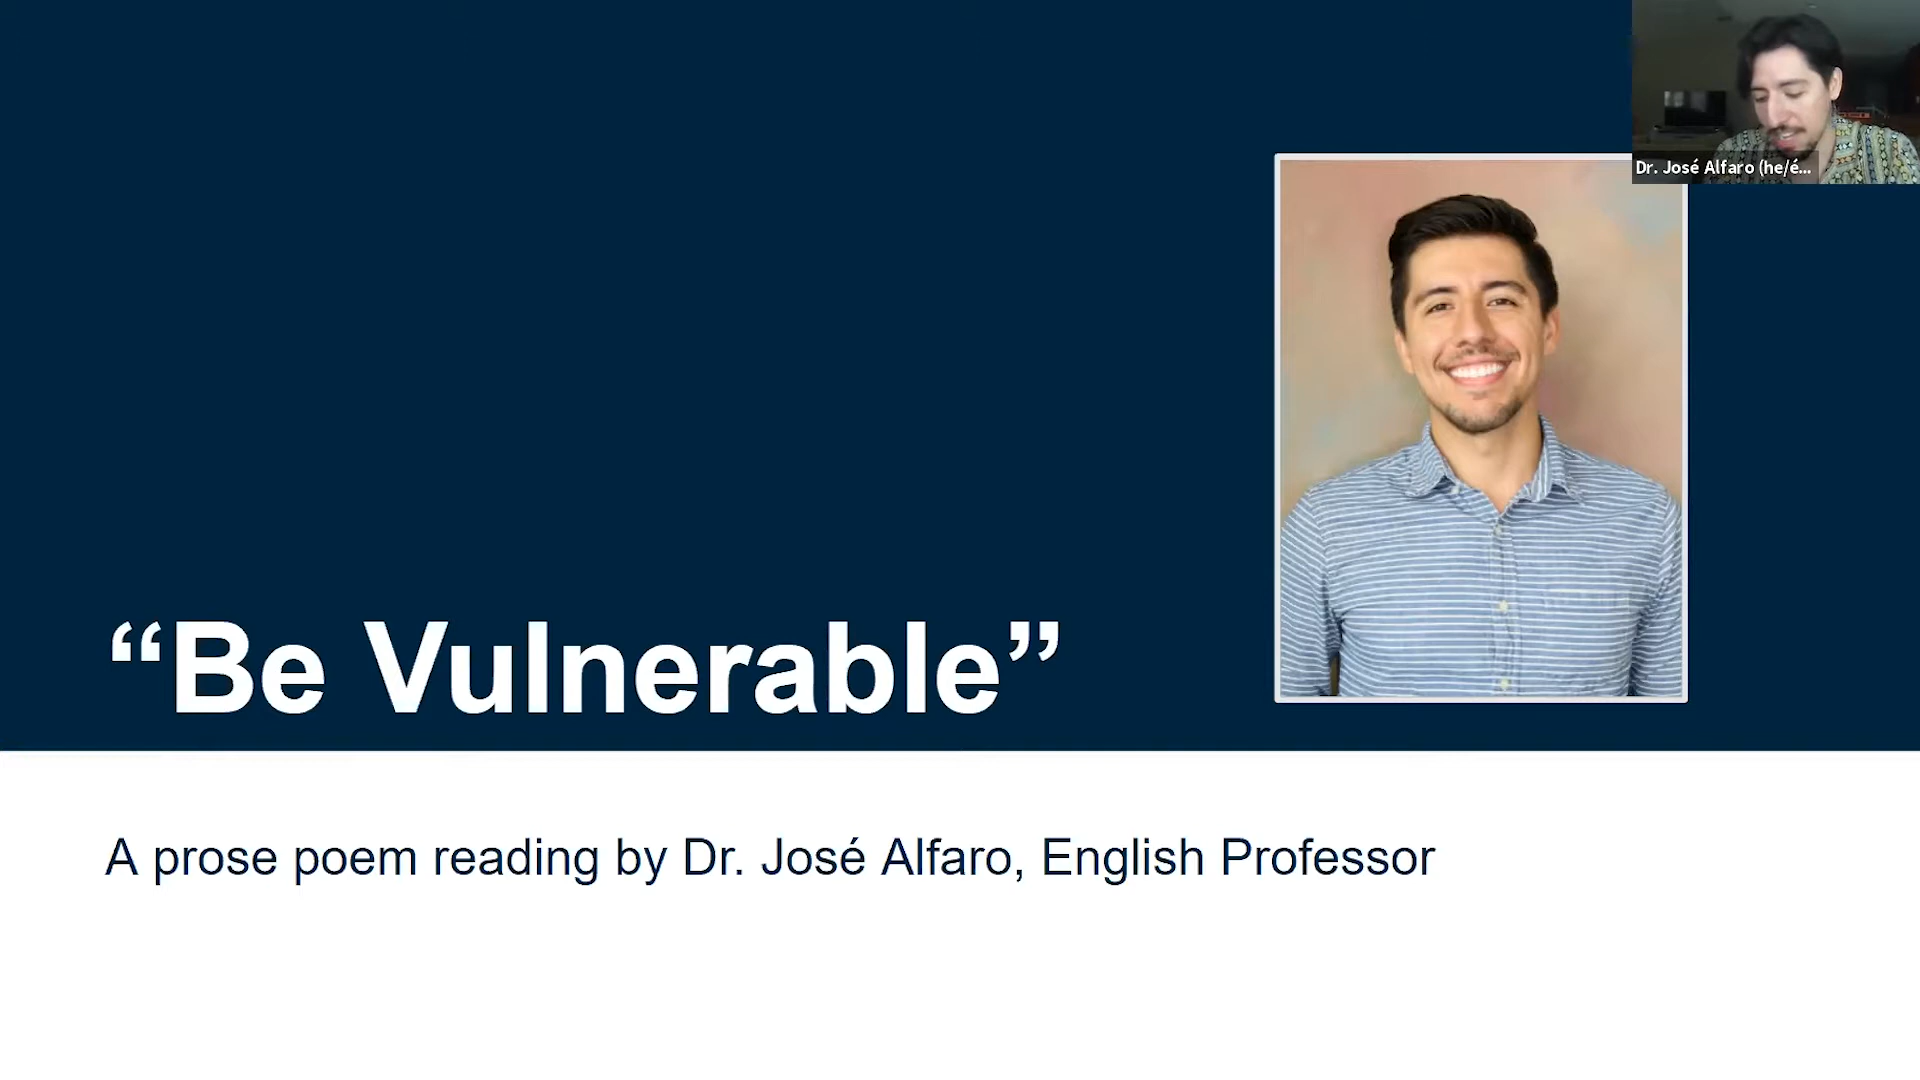 Dr. José Alfaro (he/é...
“Be Vulnerable”
A prose poem reading by Dr. José Alfaro, English Professor